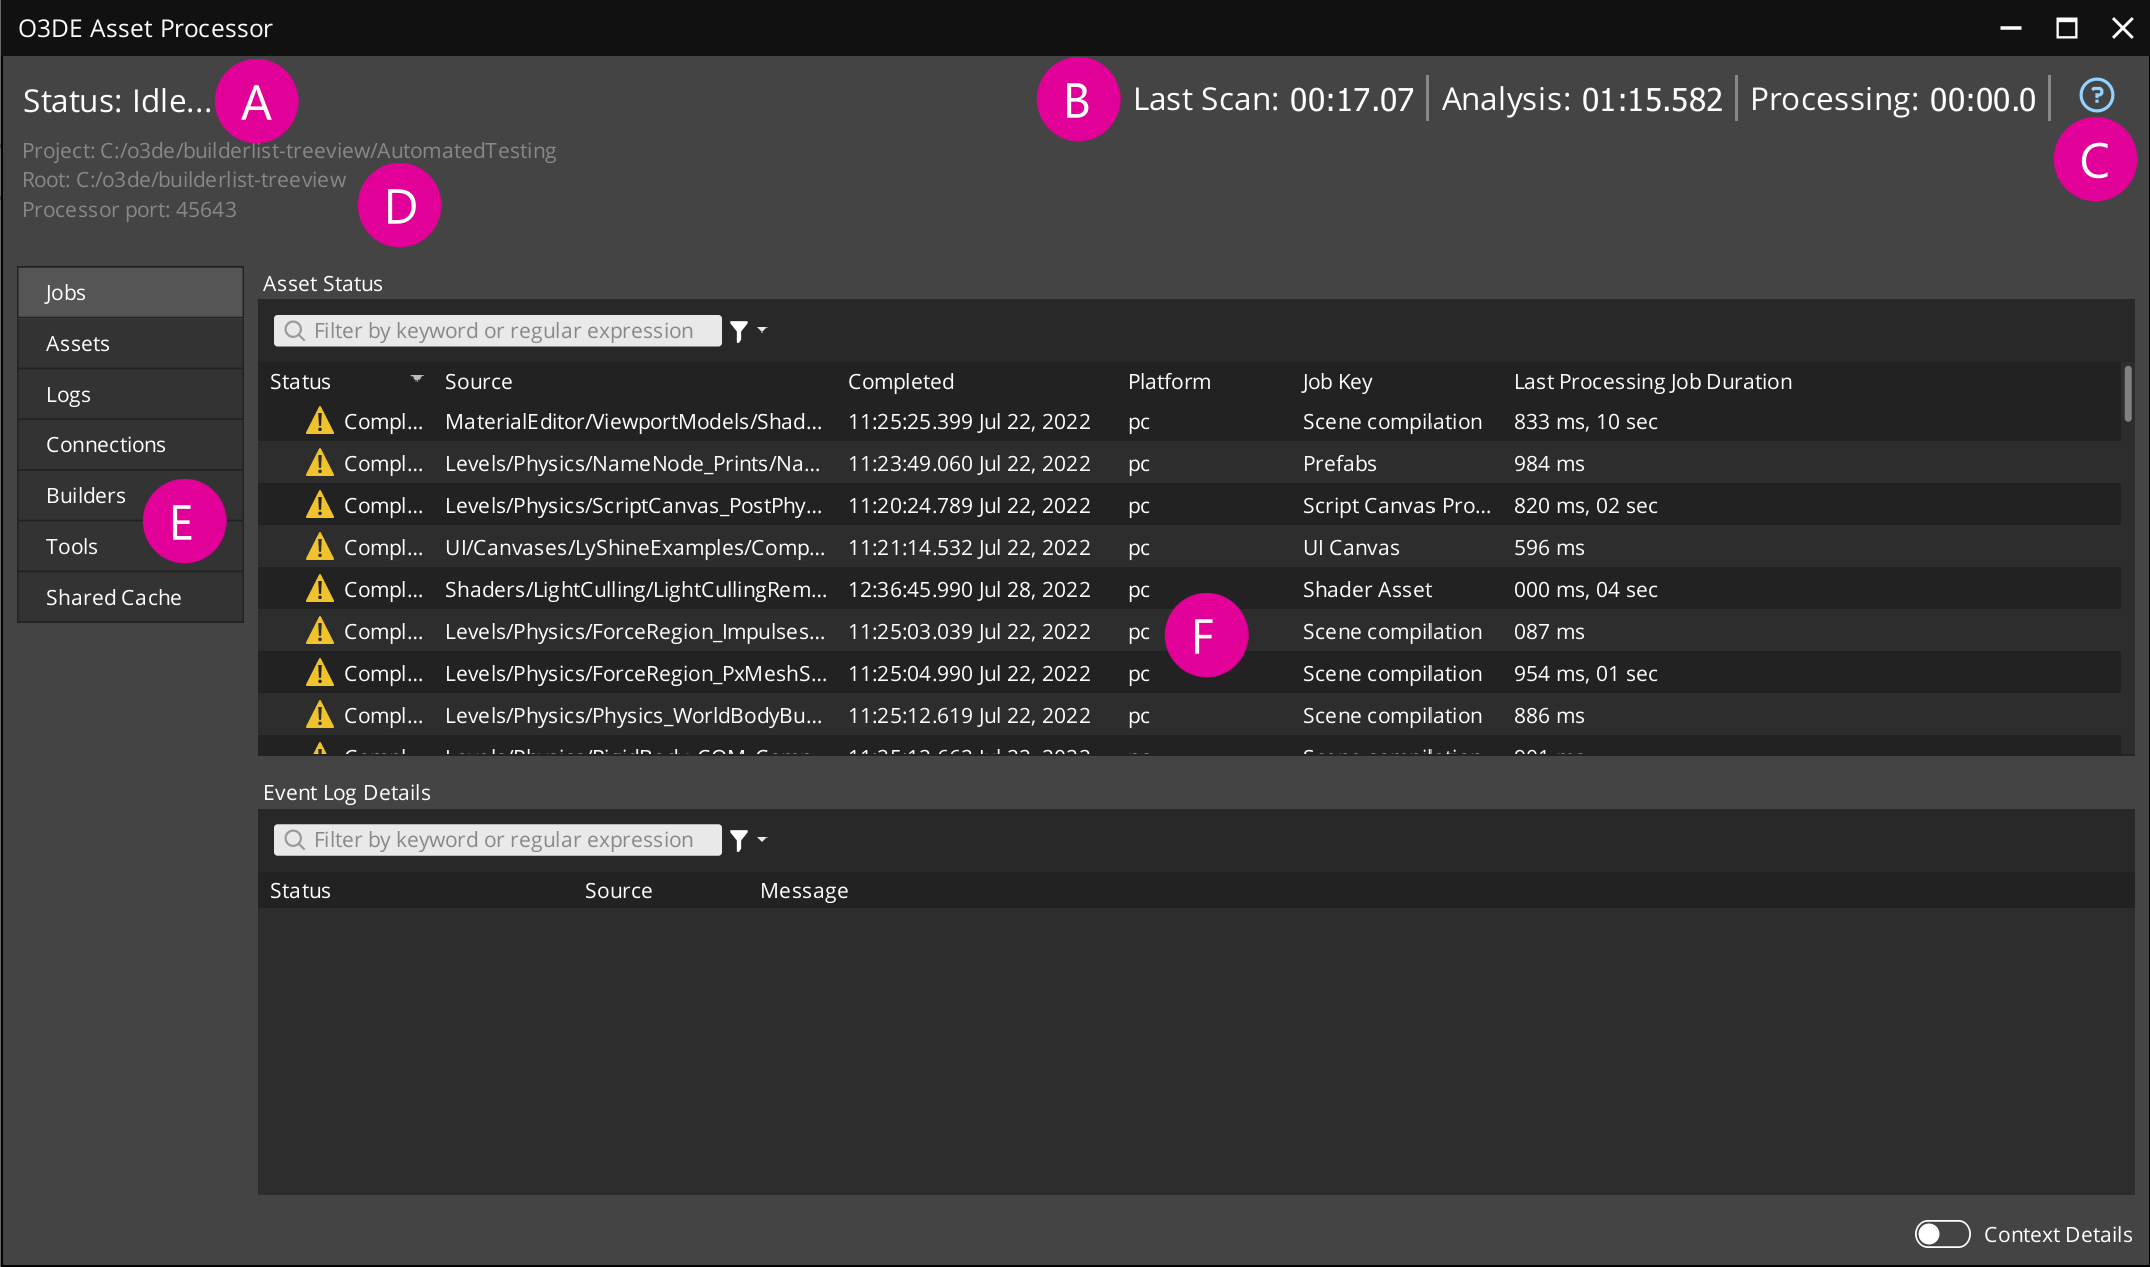 O3DE Asset Processor
Status: Idle... A
B Last Scan: 00:17.07 Analysis: 01:15.582 Processing: 00:00.0 ?
C
Project: C:/o3de/builderlist-treeview/AutomatedTesting
Root: C:/o3de/builderlist-treeview
D
Processor port: 45643
Jobs
Assets
Logs
Connections
Builders
E
Tools
Shared Cache
Asset Status
Filter by keyword or regular expression
Status Source Completed Platform Job Key Last Processing Job Duration
Compl... MaterialEditor/ViewportModels/Shad... 11:25:25.399 Jul 22, 2022 pc Scene compilation 833 ms, 10 sec
Compl... Levels/Physics/NameNode_Prints/Na... 11:23:49.060 Jul 22, 2022 pc Prefabs 984 ms
Compl... Levels/Physics/ScriptCanvas_PostPhy... 11:20:24.789 Jul 22, 2022 pc Script Canvas Pro... 820 ms, 02 sec
Compl... UI/Canvases/LyShineExamples/Comp... 11:21:14.532 Jul 22, 2022 pc UI Canvas 596 ms
Compl... Shaders/LightCulling/LightCullingRem... 12:36:45.990 Jul 28, 2022 pc Shader Asset 000 ms, 04 sec
Compl... Levels/Physics/ForceRegion_Impulses... 11:25:03.039 Jul 22, 2022 pc F Scene compilation 087 ms
Compl... Levels/Physics/ForceRegion_PxMeshS... 11:25:04.990 Jul 22, 2022 pc Scene compilation 954 ms, 01 sec
Compl... Levels/Physics/Physics_WorldBodyBu... 11:25:12.619 Jul 22, 2022 pc Scene compilation 886 ms
Event Log Details
Filter by keyword or regular expression
Status Source Message
Context Details